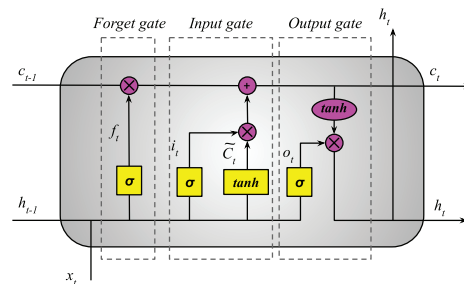 Forget gate Input gate Output gate
h_t
c_{t-1} × + c_t
tanh
f_t i_t × C̃_t o_t ×
σ σ tanh σ
h_{t-1} h_t
x_t